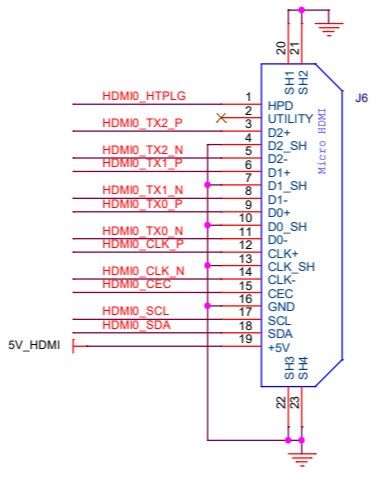 20 21
SH1 SH2
J6
Micro HDMI
HDMI0_HTPLG 1 HPD
2 UTILITY
HDMI0_TX2_P 3 D2+
4 D2_SH
HDMI0_TX2_N 5 D2-
HDMI0_TX1_P 6 D1+
7 D1_SH
HDMI0_TX1_N 8 D1-
HDMI0_TX0_P 9 D0+
10 D0_SH
HDMI0_TX0_N 11 D0-
HDMI0_CLK_P 12 CLK+
13 CLK_SH
HDMI0_CLK_N 14 CLK-
HDMI0_CEC 15 CEC
16 GND
HDMI0_SCL 17 SCL
HDMI0_SDA 18 SDA
5V_HDMI 19 +5V
SH3 SH4
22 23